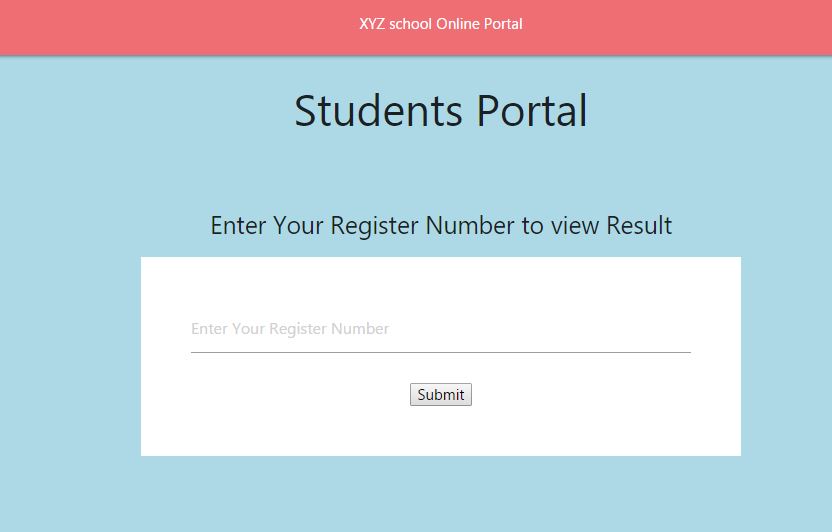 XYZ school Online Portal
Students Portal
Enter Your Register Number to view Result
Enter Your Register Number
Submit